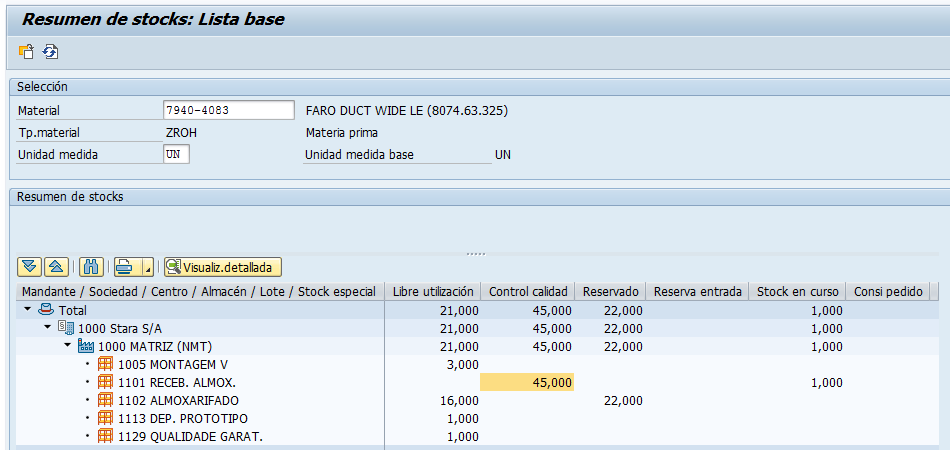 Resumen de stocks: Lista base
Selección
Material 7940-4083 FARO DUCT WIDE LE (8074.63.325)
Tp.material ZROH Materia prima
Unidad medida UN Unidad medida base UN
Resumen de stocks
Visualiz.detallada
Mandante / Sociedad / Centro / Almacén / Lote / Stock especial Libre utilización Control calidad Reservado Reserva entrada Stock en curso Consi pedido
Total 21,000 45,000 22,000 1,000
1000 Stara S/A 21,000 45,000 22,000 1,000
1000 MATRIZ (NMT) 21,000 45,000 22,000 1,000
1005 MONTAGEM V 3,000
1101 RECEB. ALMOX. 45,000 1,000
1102 ALMOXARIFADO 16,000 22,000
1113 DEP. PROTOTIPO 1,000
1129 QUALIDADE GARAT. 1,000